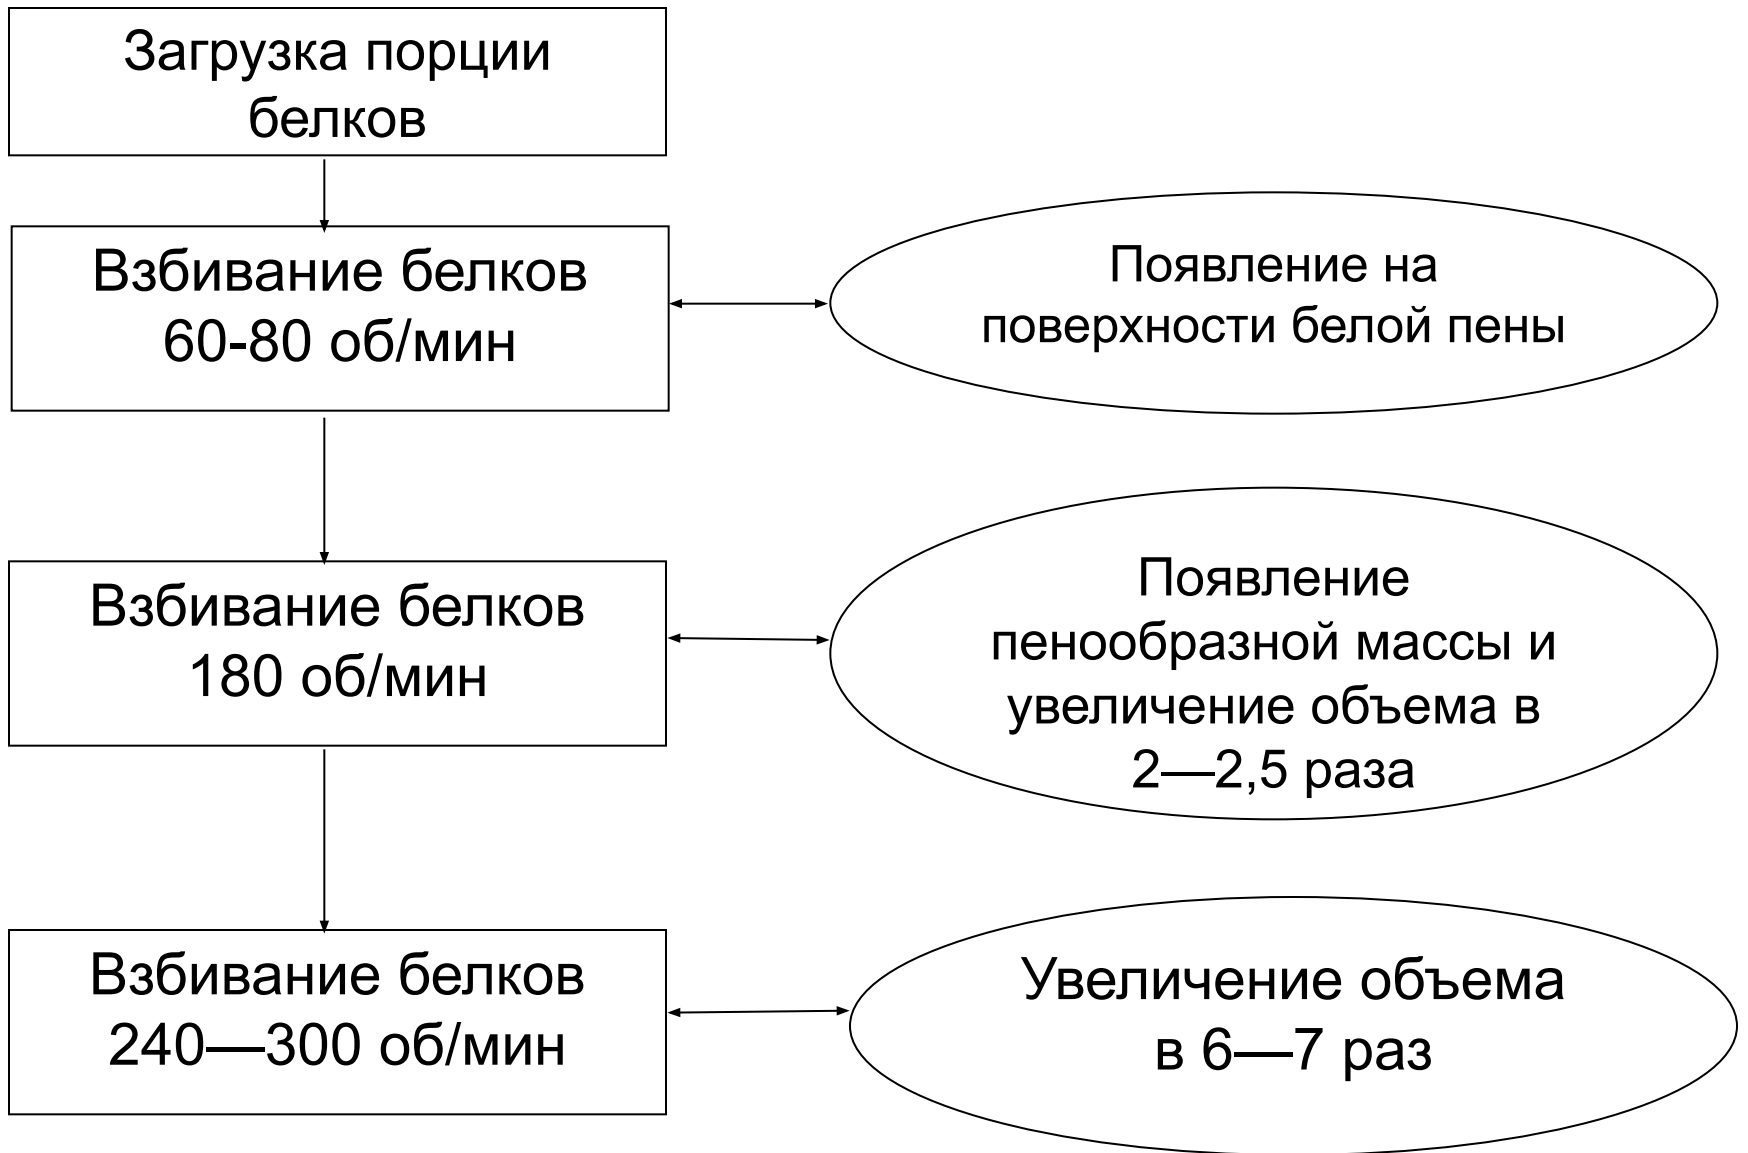 Загрузка порции
белков
Взбивание белков
60-80 об/мин
Появление на
поверхности белой пены
Взбивание белков
180 об/мин
Появление
пенообразной массы и
увеличение объема в
2—2,5 раза
Взбивание белков
240—300 об/мин
Увеличение объема
в 6—7 раз